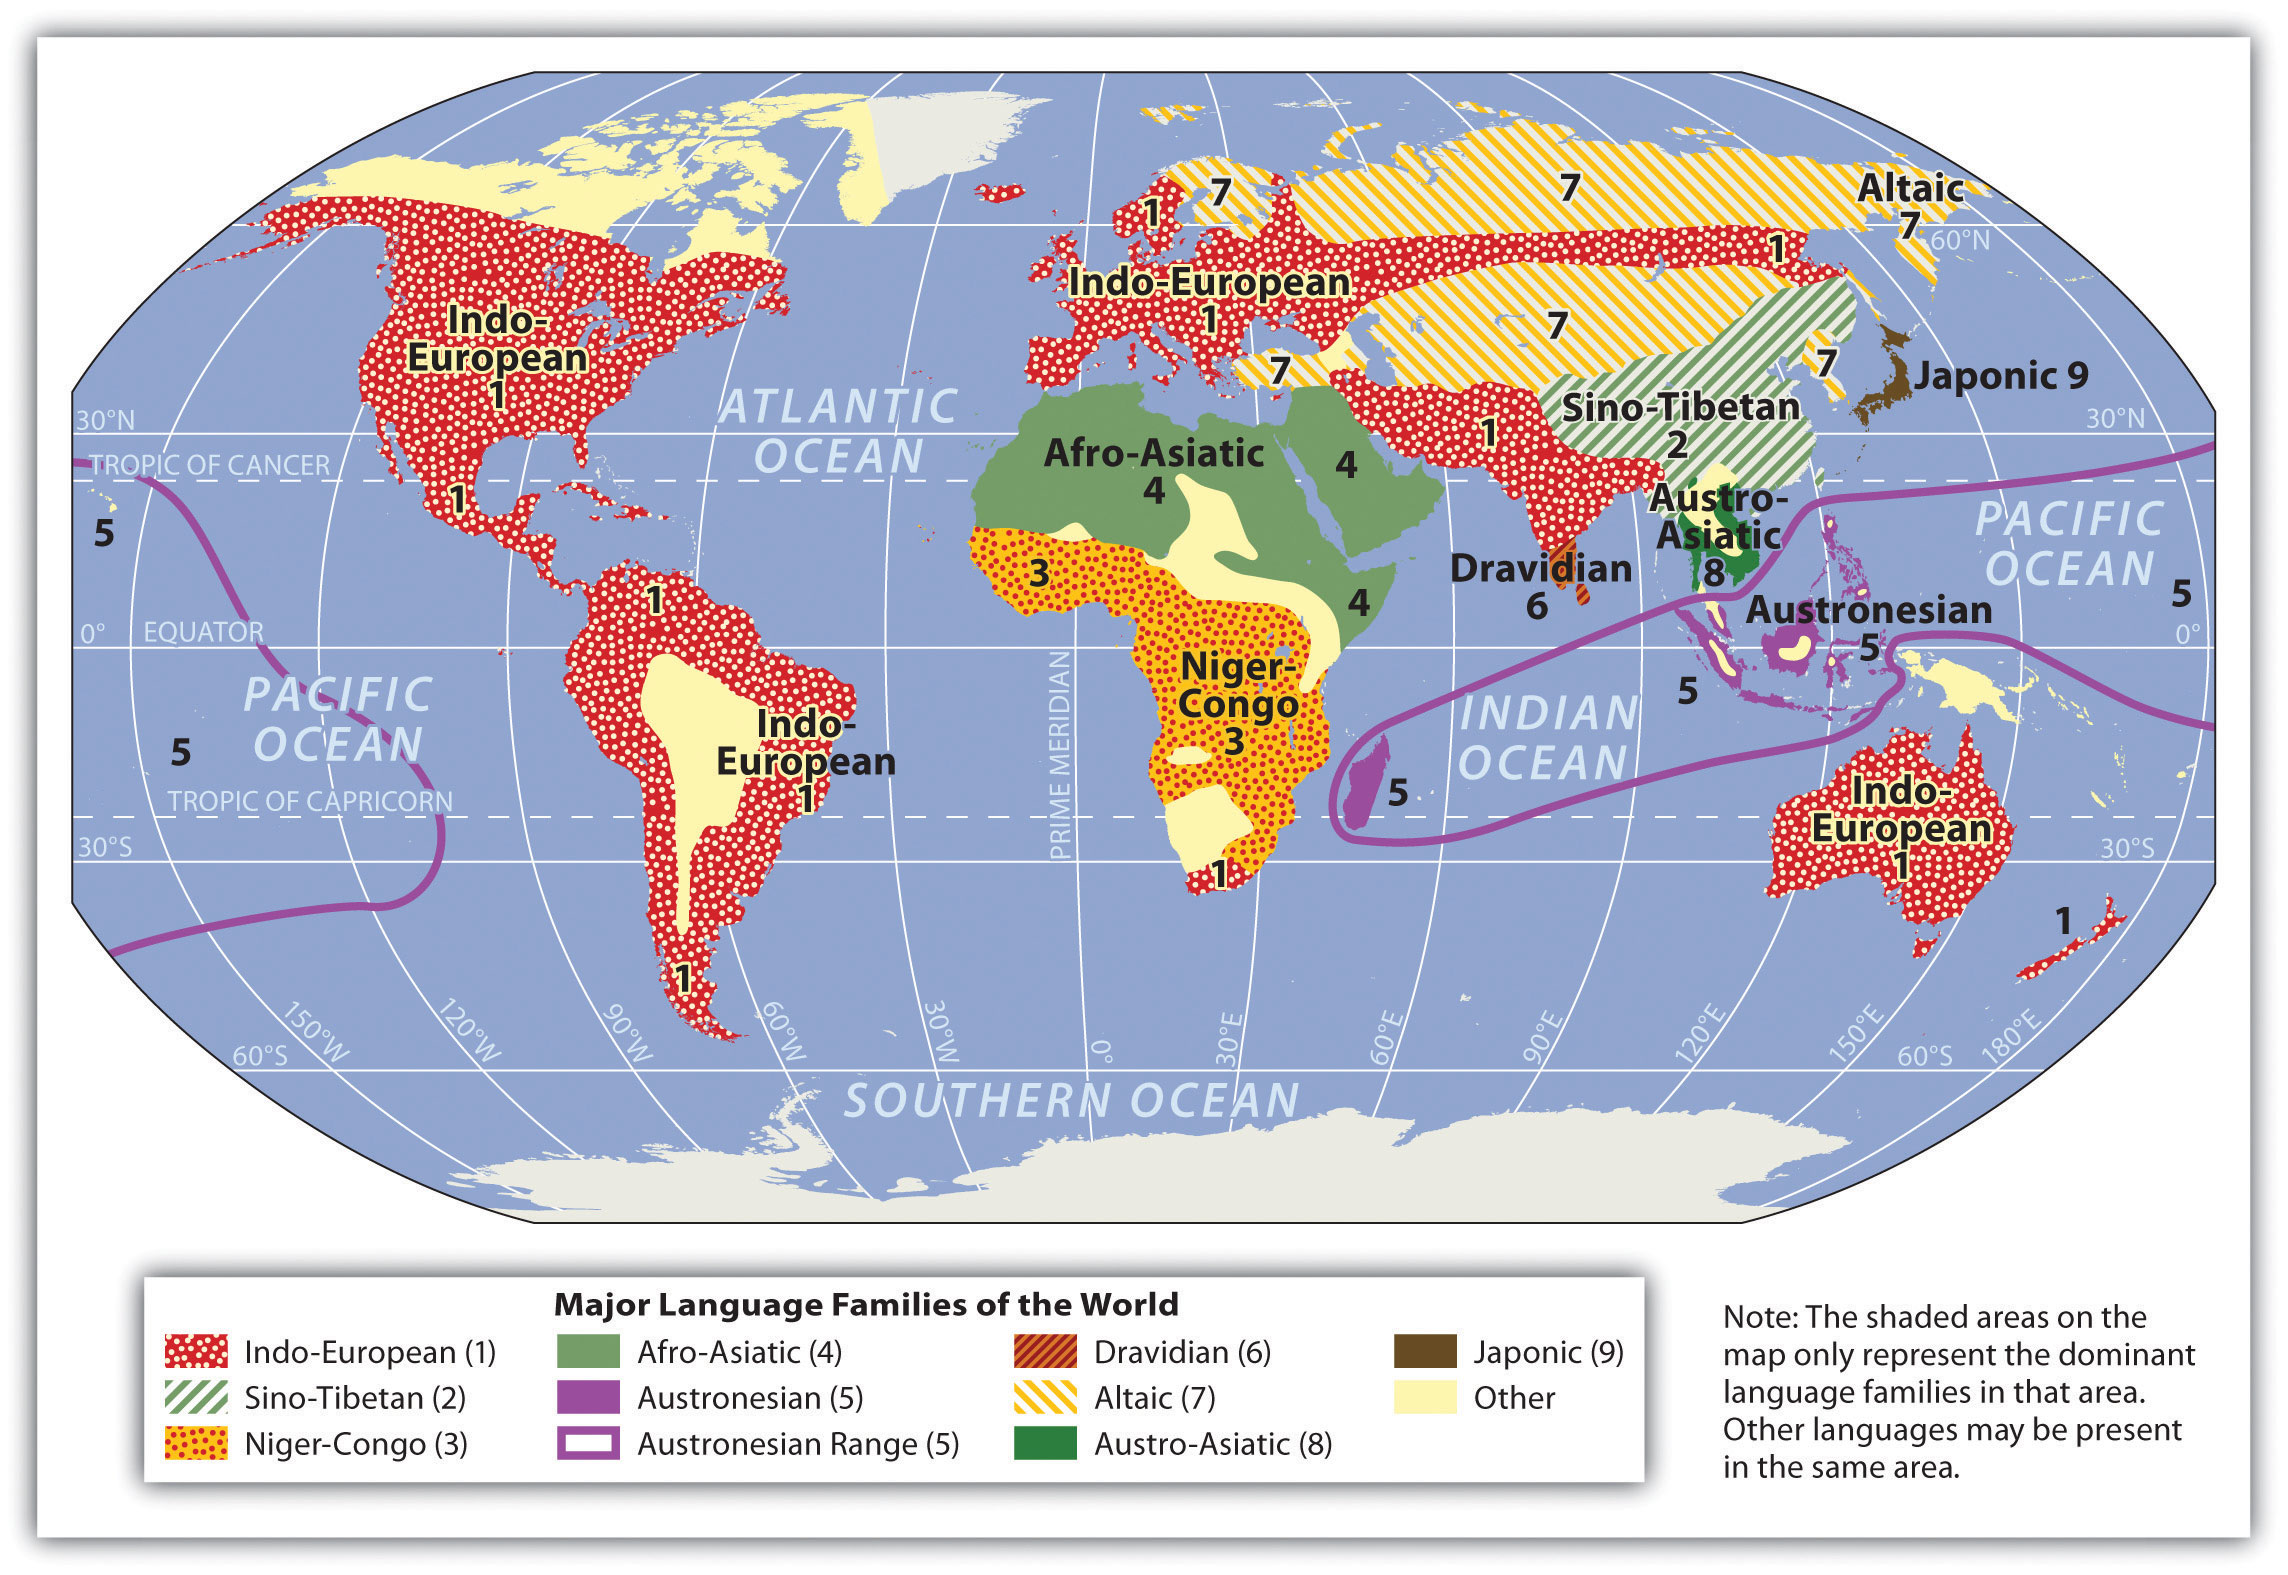 Altaic
7
7
7
60°N
1
1
Indo-European
1
Indo-
European
1
7
7
7
Japonic 9
ATLANTIC
OCEAN
Sino-Tibetan
2
30°N
30°N
1
Afro-Asiatic
4
4
TROPIC OF CANCER
1
5
Austro-
Asiatic
8
PACIFIC
OCEAN
5
3
Dravidian
6
4
1
Austronesian
5
EQUATOR
0°
0°
PACIFIC
OCEAN
5
Niger-
Congo
3
PRIME MERIDIAN
5
INDIAN
OCEAN
Indo-
European
1
5
TROPIC OF CAPRICORN
Indo-
European
1
30°S
30°S
1
1
1
150°W
120°W
90°W
60°W
30°W
0°
30°E
60°E
90°E
120°E
150°E
180°E
60°S
60°S
SOUTHERN OCEAN
Major Language Families of the World
Indo-European (1)
Sino-Tibetan (2)
Niger-Congo (3)
Afro-Asiatic (4)
Austronesian (5)
Austronesian Range (5)
Dravidian (6)
Altaic (7)
Austro-Asiatic (8)
Japonic (9)
Other
Note: The shaded areas on the
map only represent the dominant
language families in that area.
Other languages may be present
in the same area.